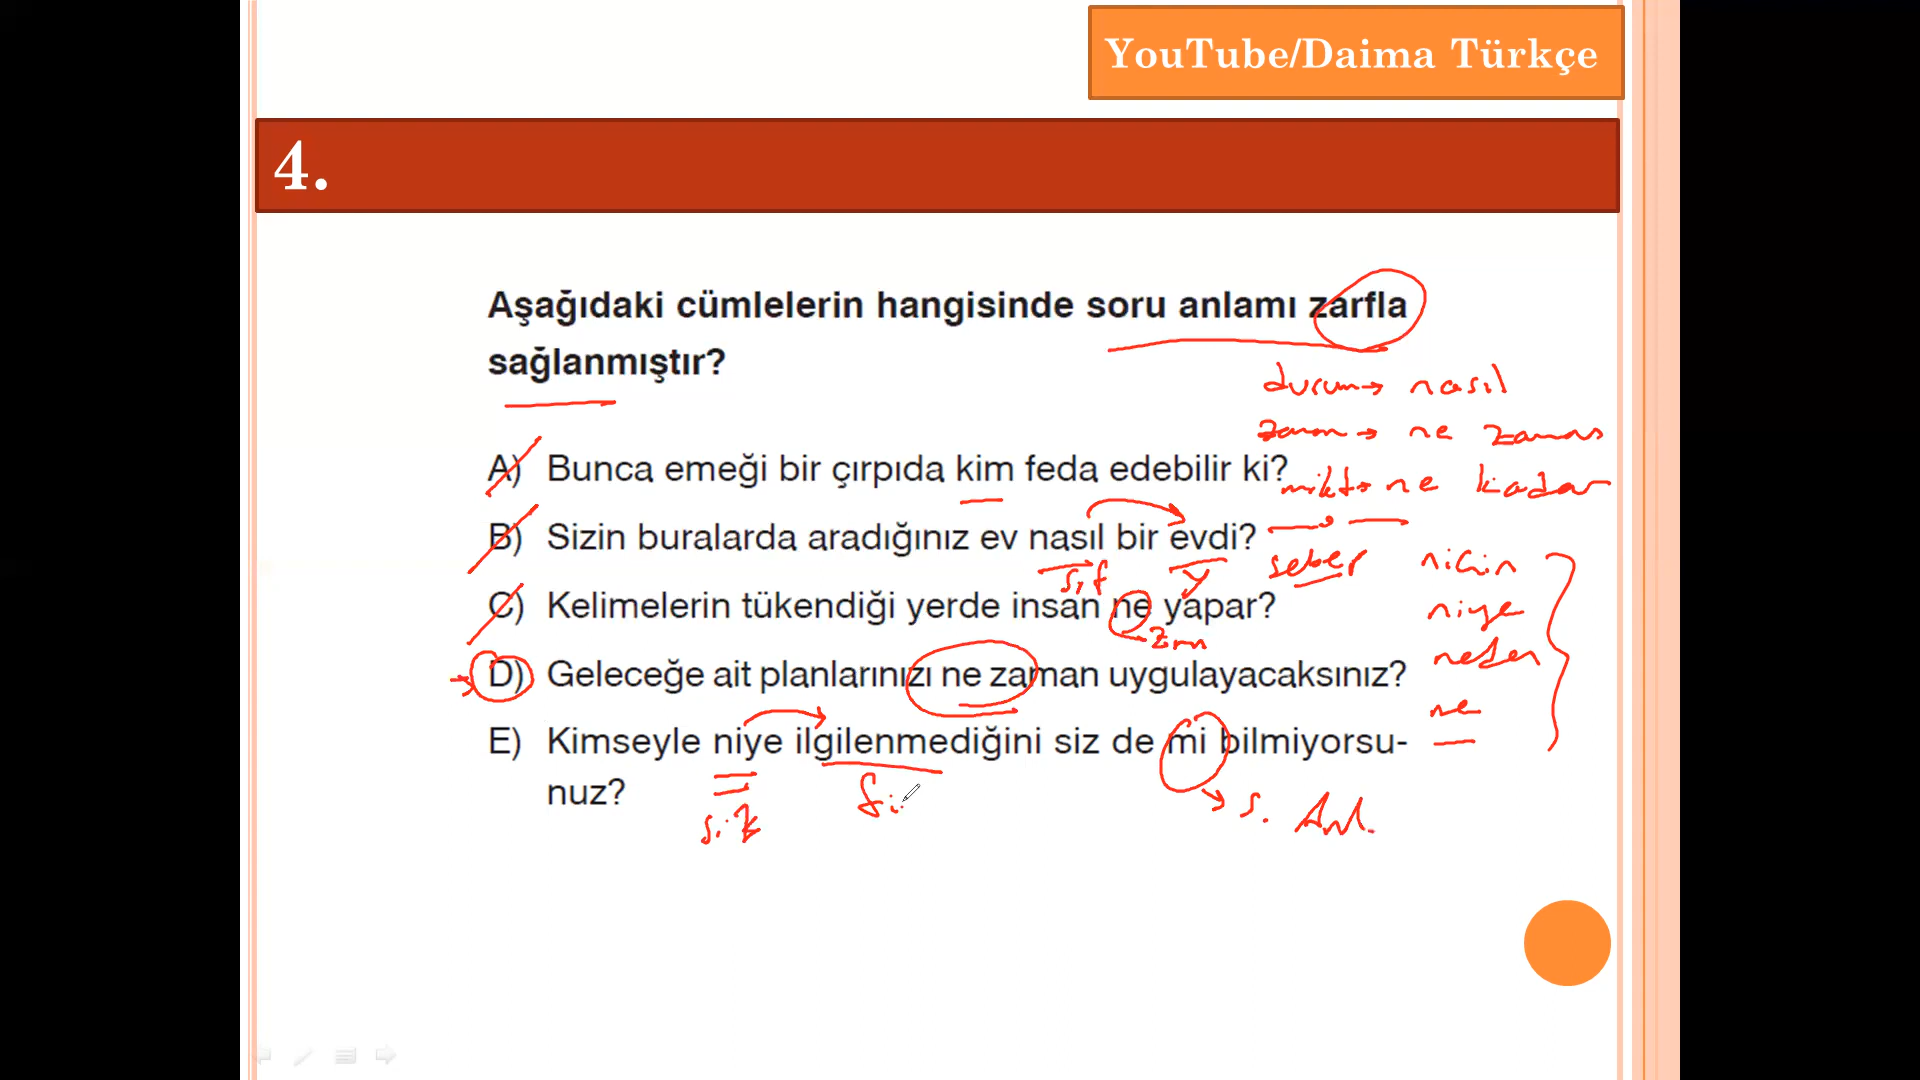 YouTube/Daima Türkçe
4.
Aşağıdaki cümlelerin hangisinde soru anlamı zarfla
sağlanmıştır?
durum → nasıl
zaman → ne zaman
A) Bunca emeği bir çırpıda kim feda edebilir ki?
mikt → ne kadar
B) Sizin buralarda aradığınız ev nasıl bir evdi?
sıf
sebep niçin
C) Kelimelerin tükendiği yerde insan ne yapar?
niye
zm
neden
D) Geleceğe ait planlarınızı ne zaman uygulayacaksınız?
ne
E) Kimseyle niye ilgilenmediğini siz de mi bilmiyorsu-
nuz?
fi
s. Anl.